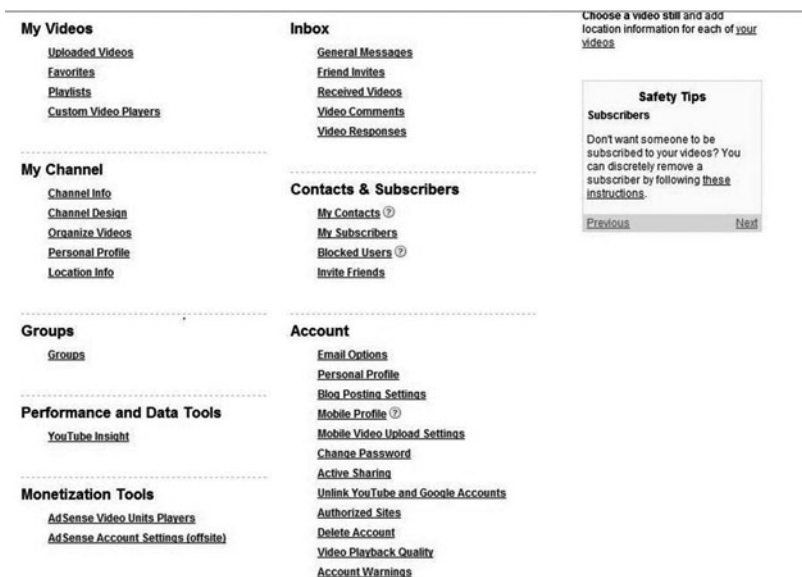 My Videos
Uploaded Videos
Favorites
Playlists
Custom Video Players
My Channel
Channel Info
Channel Design
Organize Videos
Personal Profile
Location Info
Groups
Groups
Performance and Data Tools
YouTube Insight
Monetization Tools
AdSense Video Units Players
AdSense Account Settings (offsite)
Inbox
General Messages
Friend Invites
Received Videos
Video Comments
Video Responses
Contacts & Subscribers
My Contacts ?
My Subscribers
Blocked Users ?
Invite Friends
Account
Email Options
Personal Profile
Blog Posting Settings
Mobile Profile ?
Mobile Video Upload Settings
Change Password
Active Sharing
Unlink YouTube and Google Accounts
Authorized Sites
Delete Account
Video Playback Quality
Account Warnings
Choose a video still and add
location information for each of your
videos
Safety Tips
Subscribers
Don't want someone to be
subscribed to your videos? You
can discretely remove a
subscriber by following these
instructions.
Previous Next